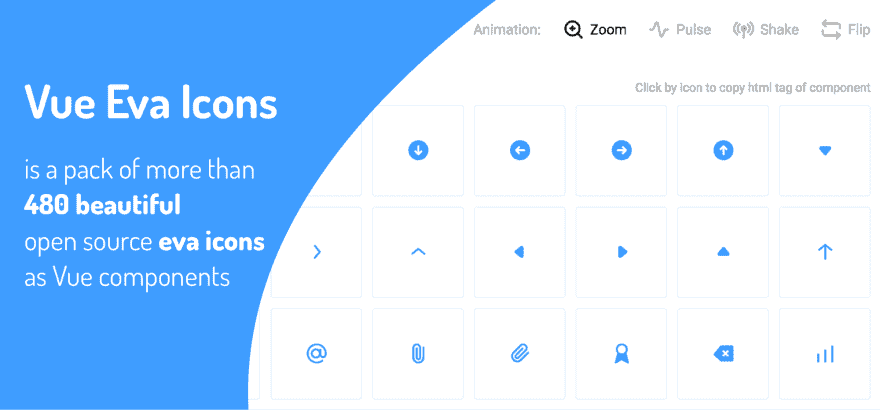 Animation: Zoom Pulse Shake Flip
Click by icon to copy html tag of component
Vue Eva Icons
is a pack of more than
480 beautiful
open source eva icons
as Vue components